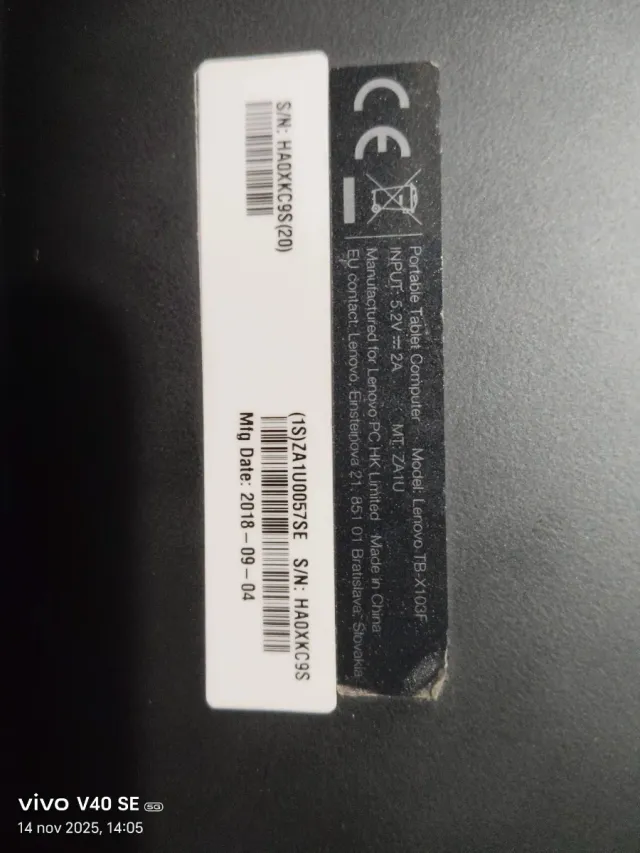 CE
Portable Tablet Computer Model: Lenovo TB-X103F
INPUT: 5.2V ⎓ 2A MT: ZA1U
Manufactured for Lenovo PC HK Limited Made in China
EU contact: Lenovo, Einsteinova 21, 851 01 Bratislava, Slovakia
S/N: HA0XKC9S(20)
(1S)ZA1U0057SE S/N: HA0XKC9S
Mfg Date: 2018-09-04
vivo V40 SE 5G
14 nov 2025, 14:05